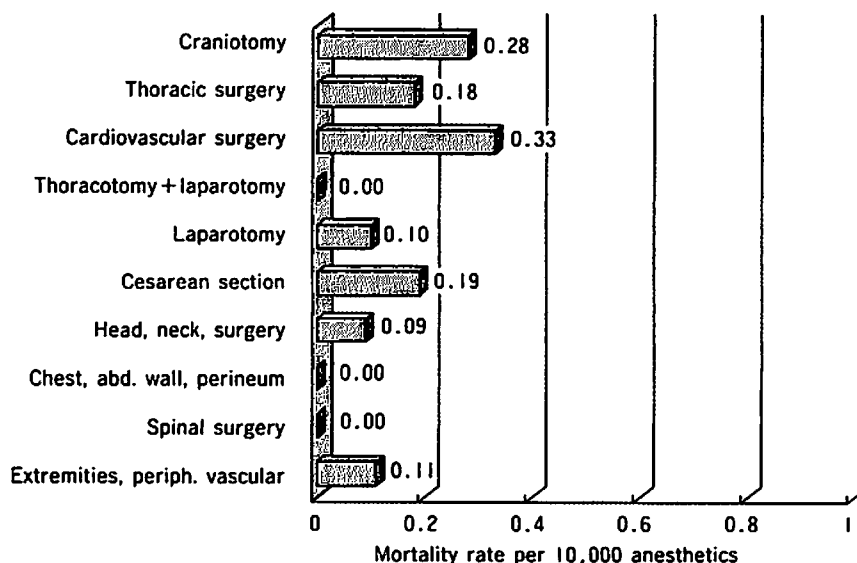 Craniotomy 0.28
Thoracic surgery 0.18
Cardiovascular surgery 0.33
Thoracotomy+laparotomy 0.00
Laparotomy 0.10
Cesarean section 0.19
Head, neck, surgery 0.09
Chest, abd. wall, perineum 0.00
Spinal surgery 0.00
Extremities, periph. vascular 0.11
0 0.2 0.4 0.6 0.8 1
Mortality rate per 10,000 anesthetics